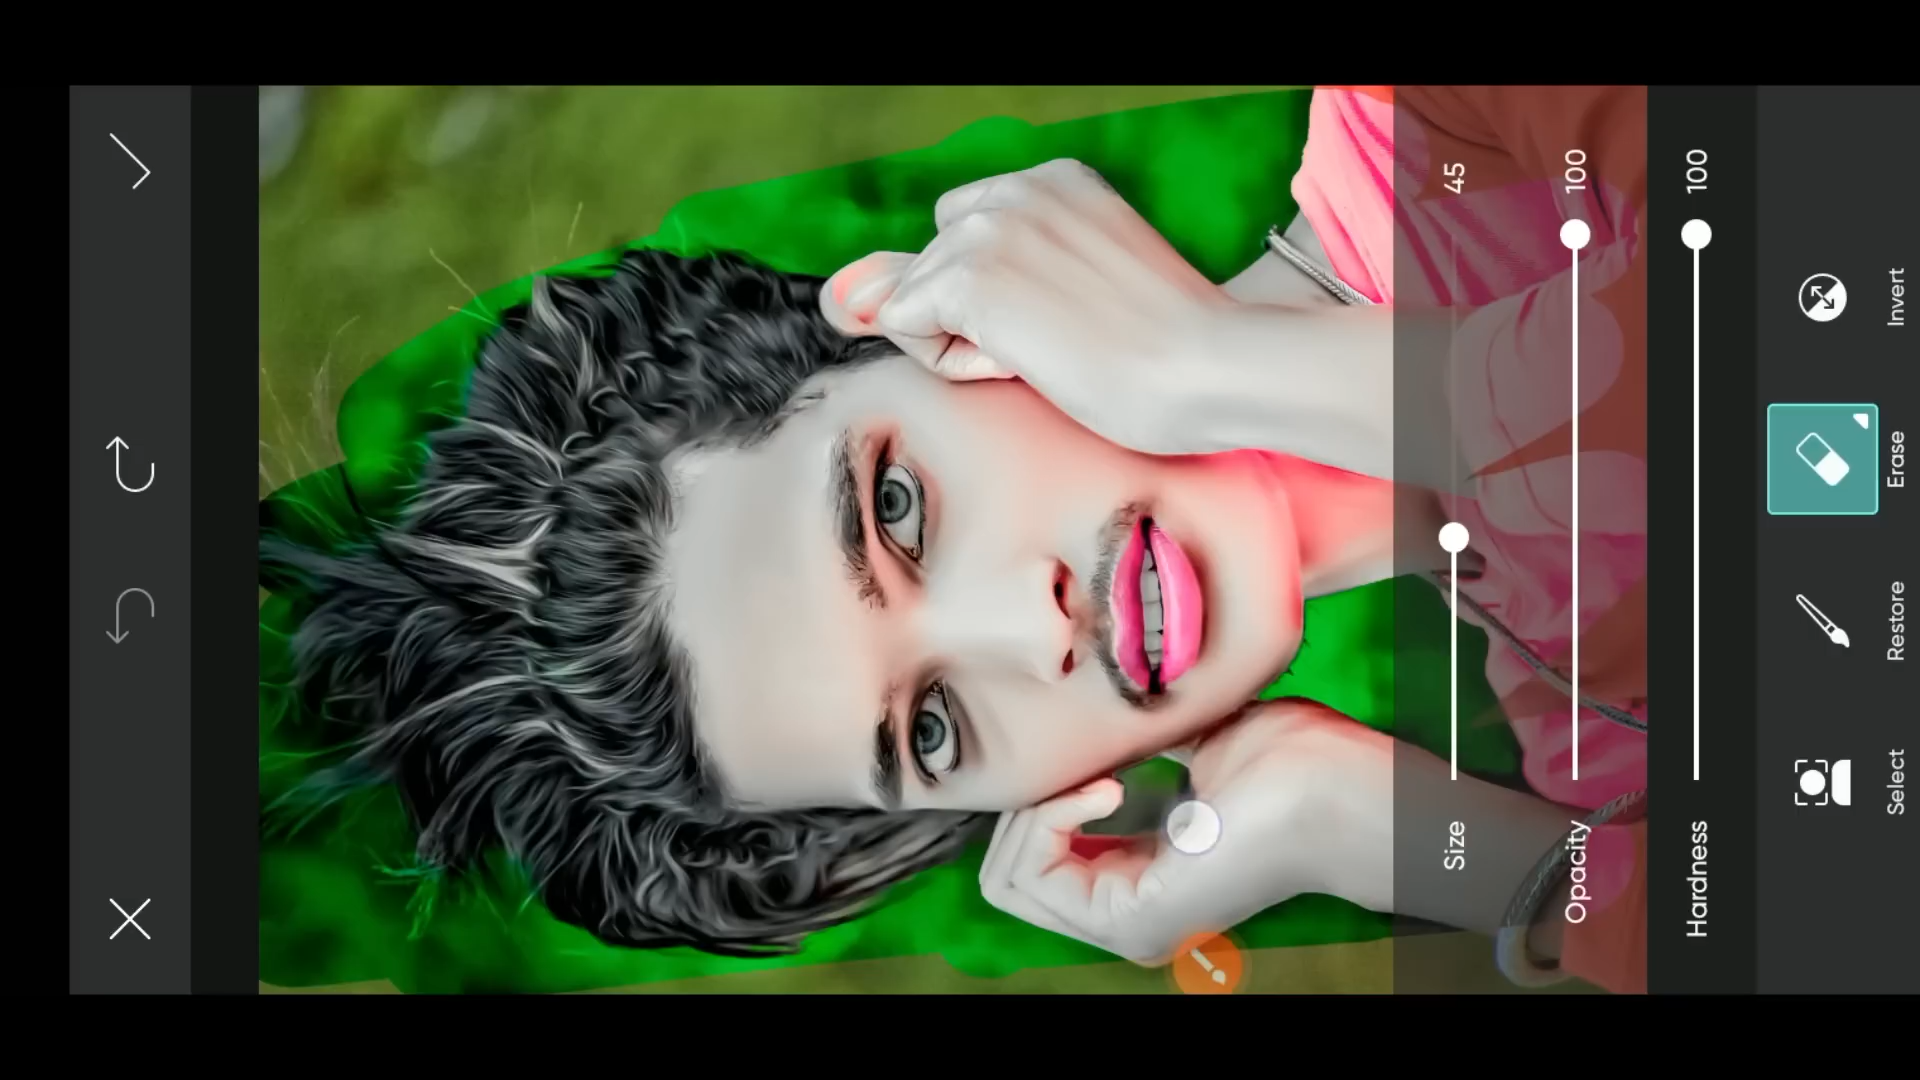 Size 45
Opacity 100
Hardness 100
Invert
Erase
Restore
Select